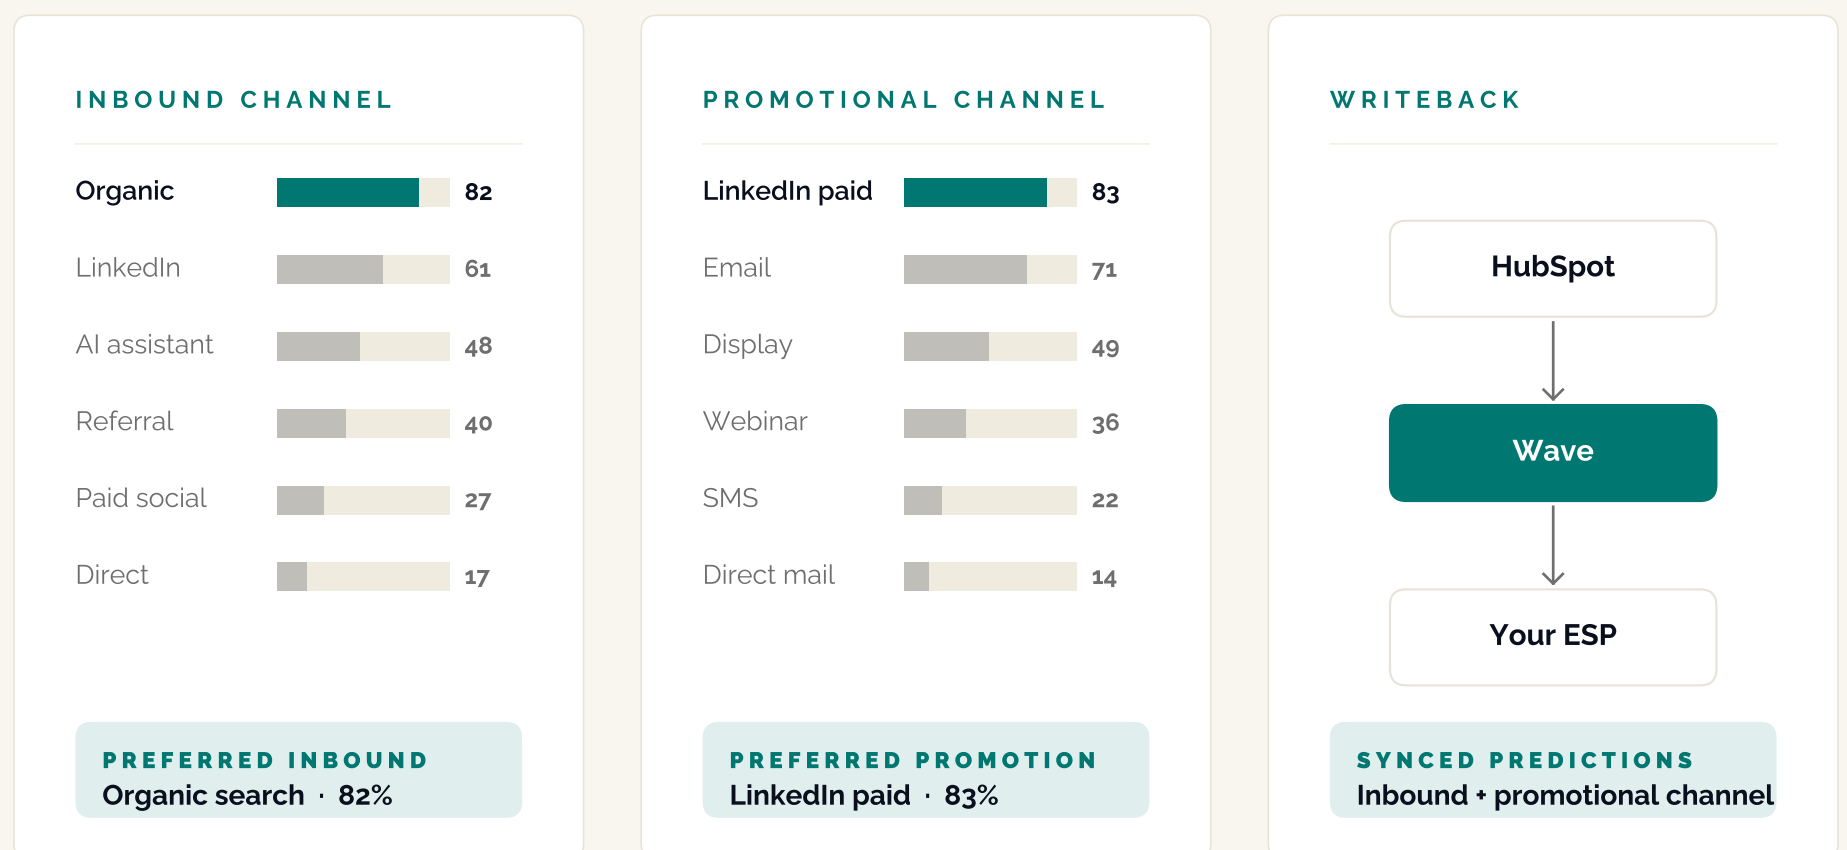 INBOUND CHANNEL
Organic 82
LinkedIn 61
AI assistant 48
Referral 40
Paid social 27
Direct 17
PREFERRED INBOUND
Organic search · 82%
PROMOTIONAL CHANNEL
LinkedIn paid 83
Email 71
Display 49
Webinar 36
SMS 22
Direct mail 14
PREFERRED PROMOTION
LinkedIn paid · 83%
WRITEBACK
HubSpot
Wave
Your ESP
SYNCED PREDICTIONS
Inbound + promotional channel